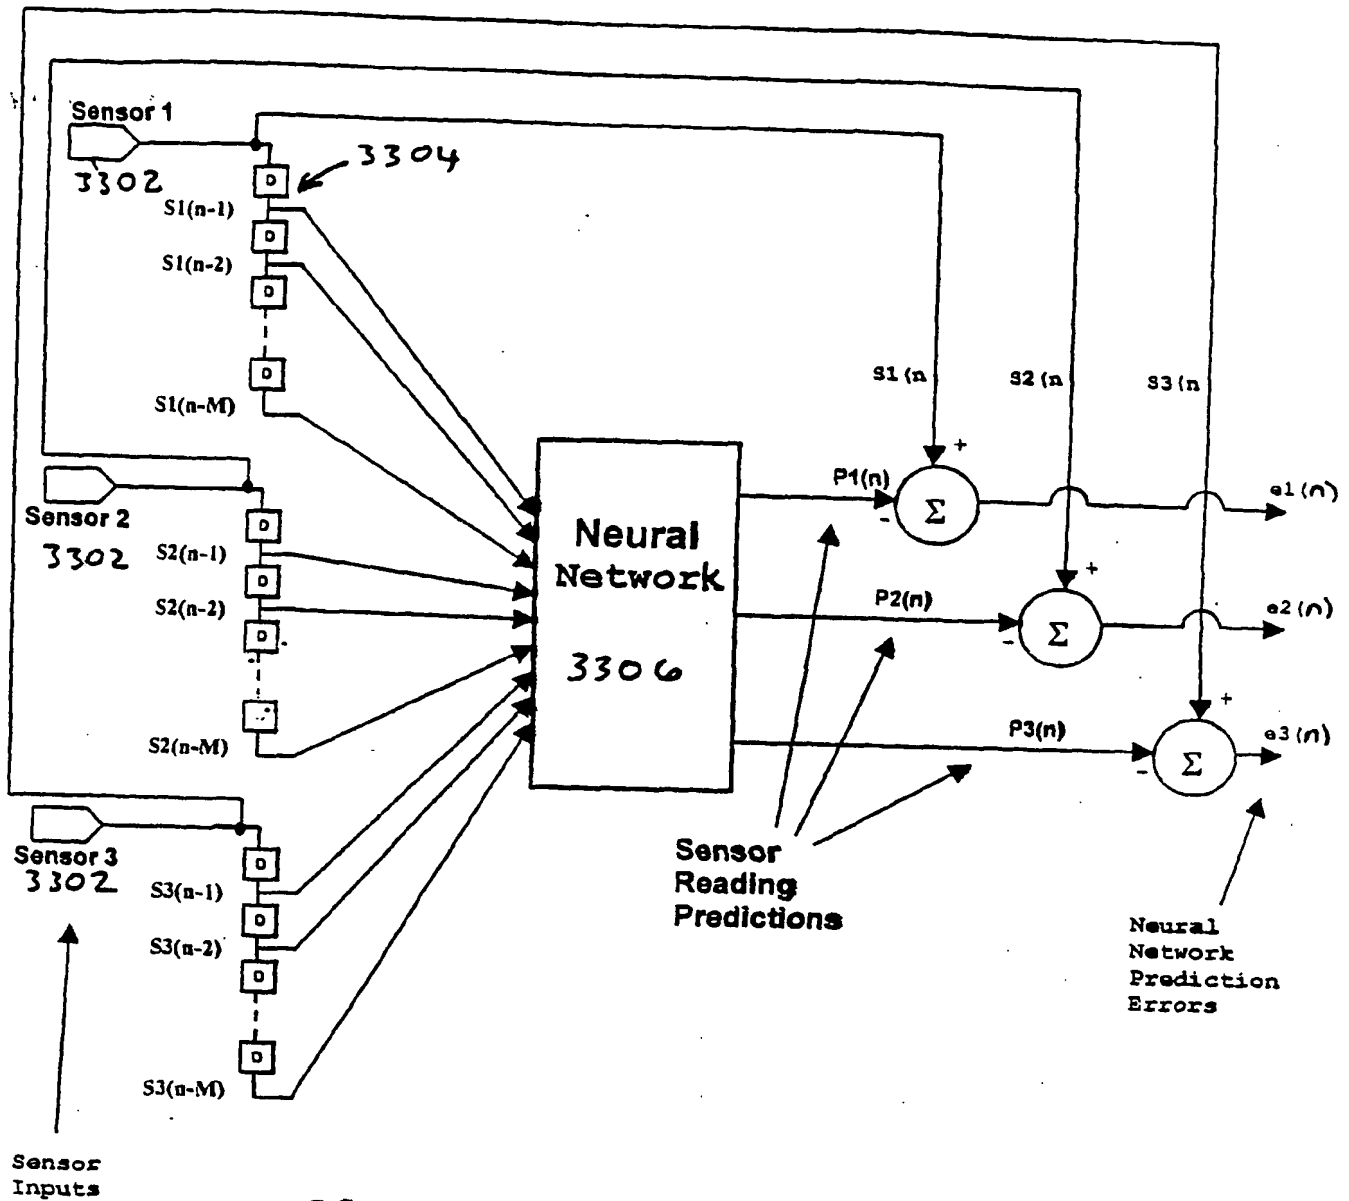 Sensor 1
3302
3304
D
S1(n-1)
D
S1(n-2)
D
D
S1(n-M)
S1(n
S2(n
S3(n
Sensor 2
3302
D
S2(n-1)
D
S2(n-2)
D
S2(n-M)
Neural
Network
3306
P1(n)
+
-
Σ
e1(n)
P2(n)
+
-
Σ
e2(n)
P3(n)
+
-
Σ
e3(n)
Sensor 3
3302
D
S3(n-1)
D
S3(n-2)
D
D
S3(n-M)
Sensor
Reading
Predictions
Neural
Network
Prediction
Errors
Sensor
Inputs